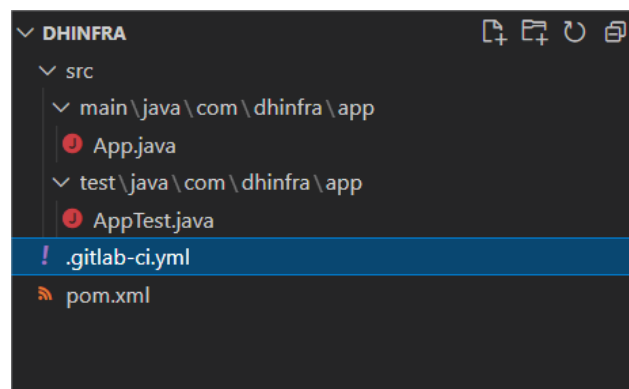 DHINFRA
src
main\java\com\dhinfra\app
J App.java
test\java\com\dhinfra\app
J AppTest.java
! .gitlab-ci.yml
pom.xml